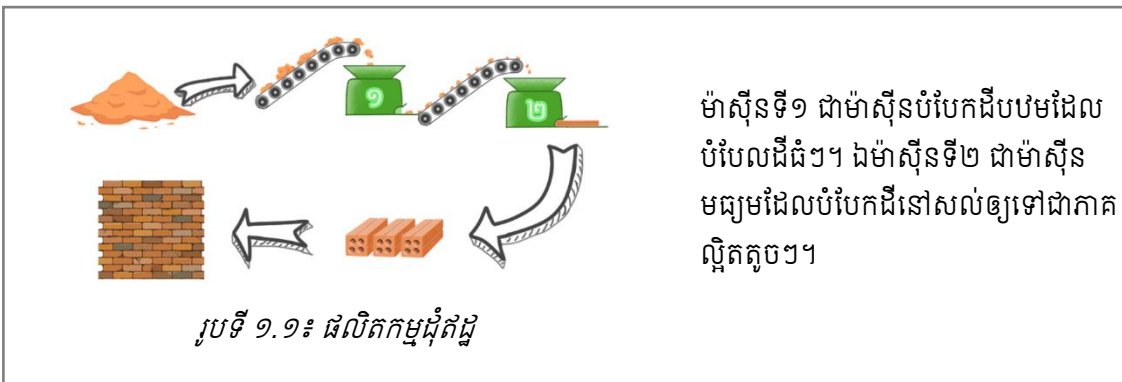 ១
២
ម៉ាស៊ីនទី១ ជាម៉ាស៊ីនបំបែកដីបឋមដែល
បំបែលដីធំៗ។ ឯម៉ាស៊ីនទី២ ជាម៉ាស៊ីន
មធ្យមដែលបំបែកដីនៅសល់ឲ្យទៅជាភាគ
ល្អិតតូចៗ។
រូបទី ១.១៖ ផលិតកម្មដុំឥដ្ឋ